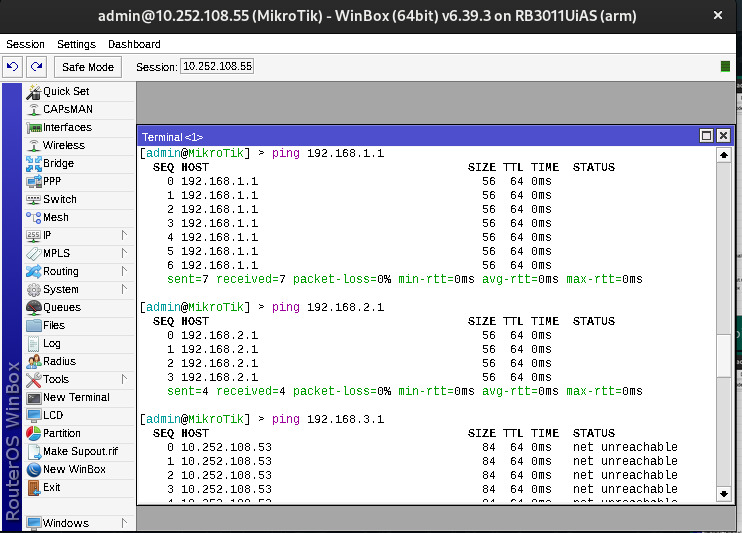 admin@10.252.108.55 (MikroTik) - WinBox (64bit) v6.39.3 on RB3011UiAS (arm)
Session Settings Dashboard
Safe Mode Session: 10.252.108.55
Quick Set
CAPsMAN
Interfaces
Wireless
Bridge
PPP
Switch
Mesh
IP
MPLS
Routing
System
Queues
Files
Log
Radius
Tools
New Terminal
LCD
Partition
Make Supout.rif
New WinBox
Exit
Windows
RouterOS WinBox
Terminal <1>
[admin@MikroTik] > ping 192.168.1.1
SEQ HOST SIZE TTL TIME STATUS
0 192.168.1.1 56 64 0ms
1 192.168.1.1 56 64 0ms
2 192.168.1.1 56 64 0ms
3 192.168.1.1 56 64 0ms
4 192.168.1.1 56 64 0ms
5 192.168.1.1 56 64 0ms
6 192.168.1.1 56 64 0ms
sent=7 received=7 packet-loss=0% min-rtt=0ms avg-rtt=0ms max-rtt=0ms
[admin@MikroTik] > ping 192.168.2.1
SEQ HOST SIZE TTL TIME STATUS
0 192.168.2.1 56 64 0ms
1 192.168.2.1 56 64 0ms
2 192.168.2.1 56 64 0ms
3 192.168.2.1 56 64 0ms
sent=4 received=4 packet-loss=0% min-rtt=0ms avg-rtt=0ms max-rtt=0ms
[admin@MikroTik] > ping 192.168.3.1
SEQ HOST SIZE TTL TIME STATUS
0 10.252.108.53 84 64 0ms net unreachable
1 10.252.108.53 84 64 0ms net unreachable
2 10.252.108.53 84 64 0ms net unreachable
3 10.252.108.53 84 64 0ms net unreachable